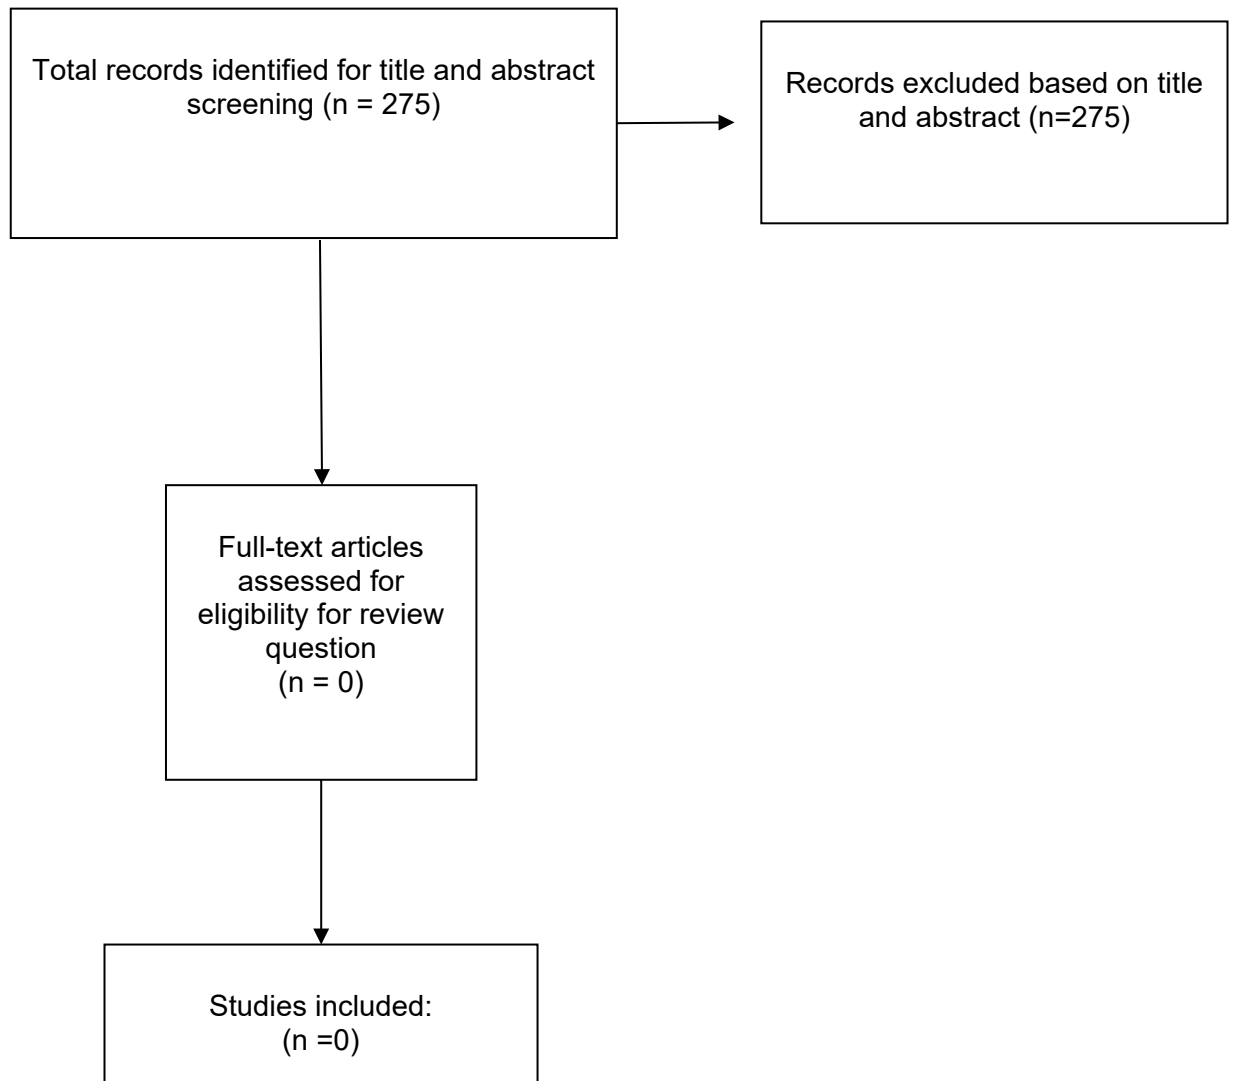 Total records identified for title and abstract
screening (n = 275)
Records excluded based on title
and abstract (n=275)
Full-text articles
assessed for
eligibility for review
question
(n = 0)
Studies included:
(n =0)